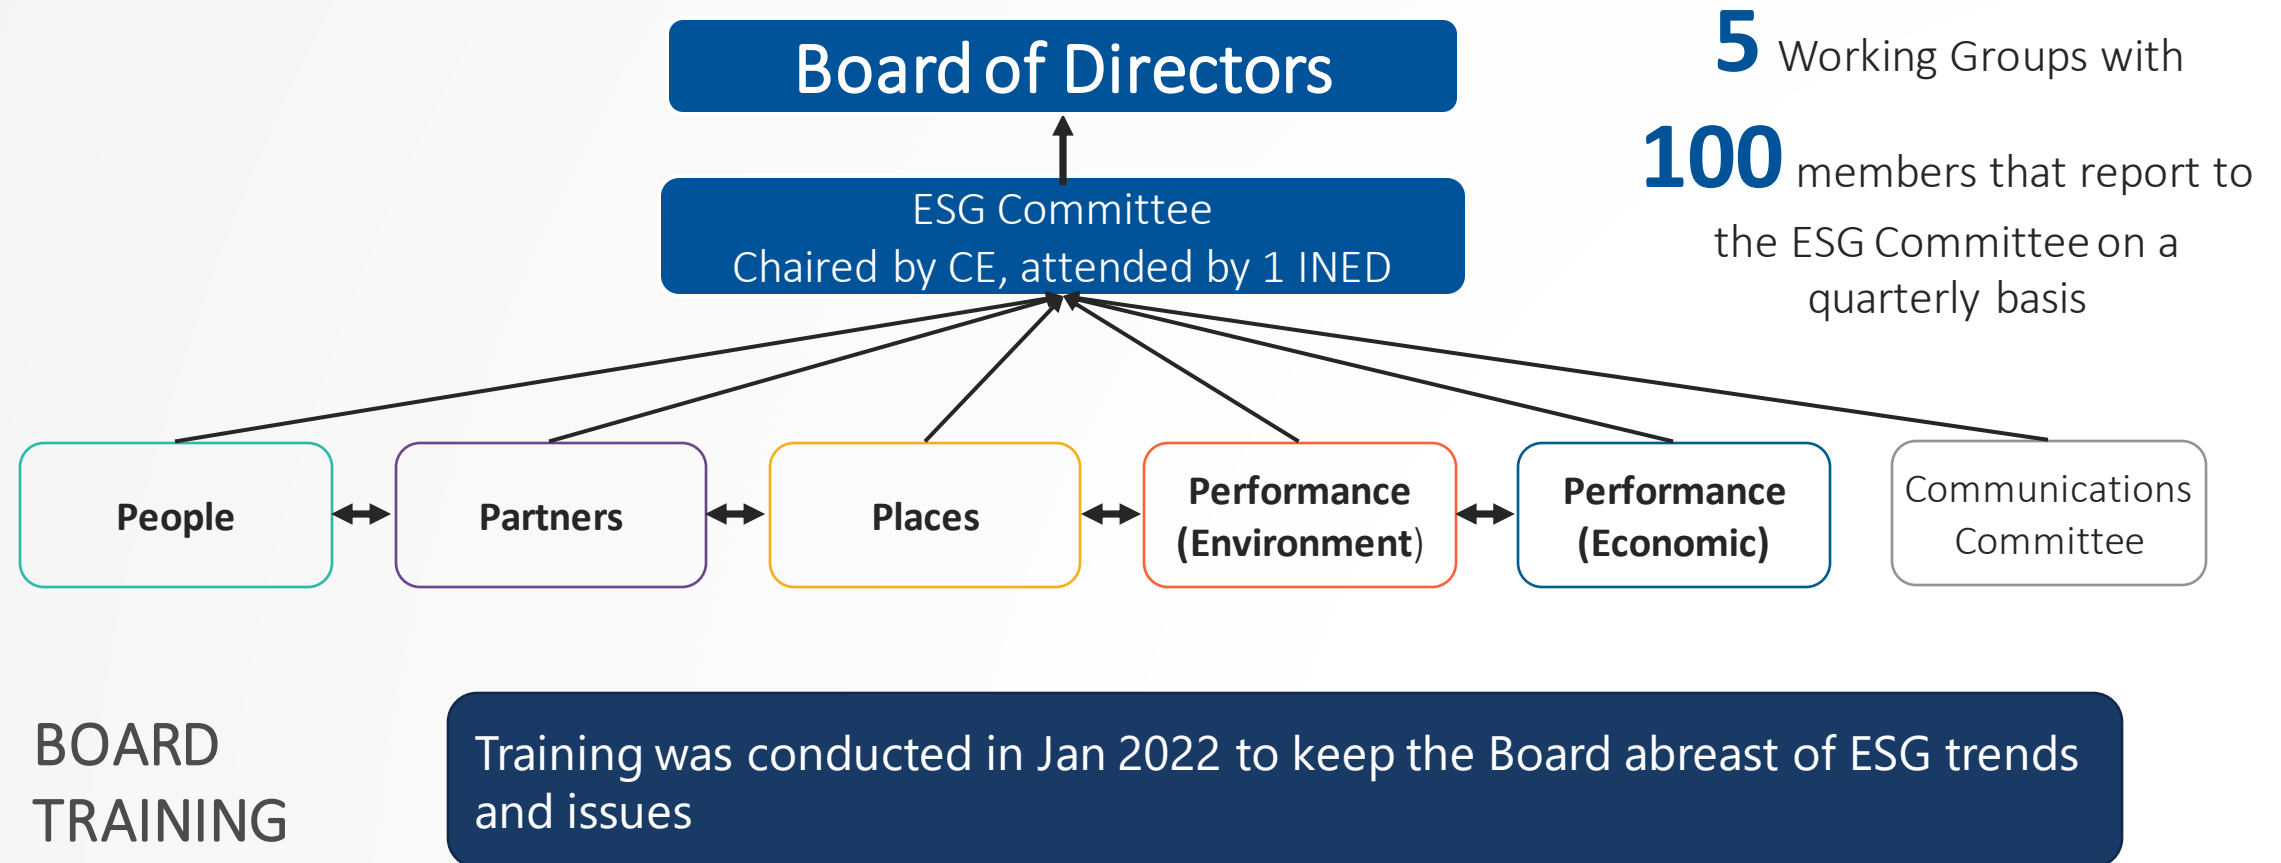 Board of Directors
5 Working Groups with
100 members that report to
the ESG Committee on a
quarterly basis
ESG Committee
Chaired by CE, attended by 1 INED
People
Partners
Places
Performance
(Environment)
Performance
(Economic)
Communications
Committee
BOARD
TRAINING
Training was conducted in Jan 2022 to keep the Board abreast of ESG trends
and issues